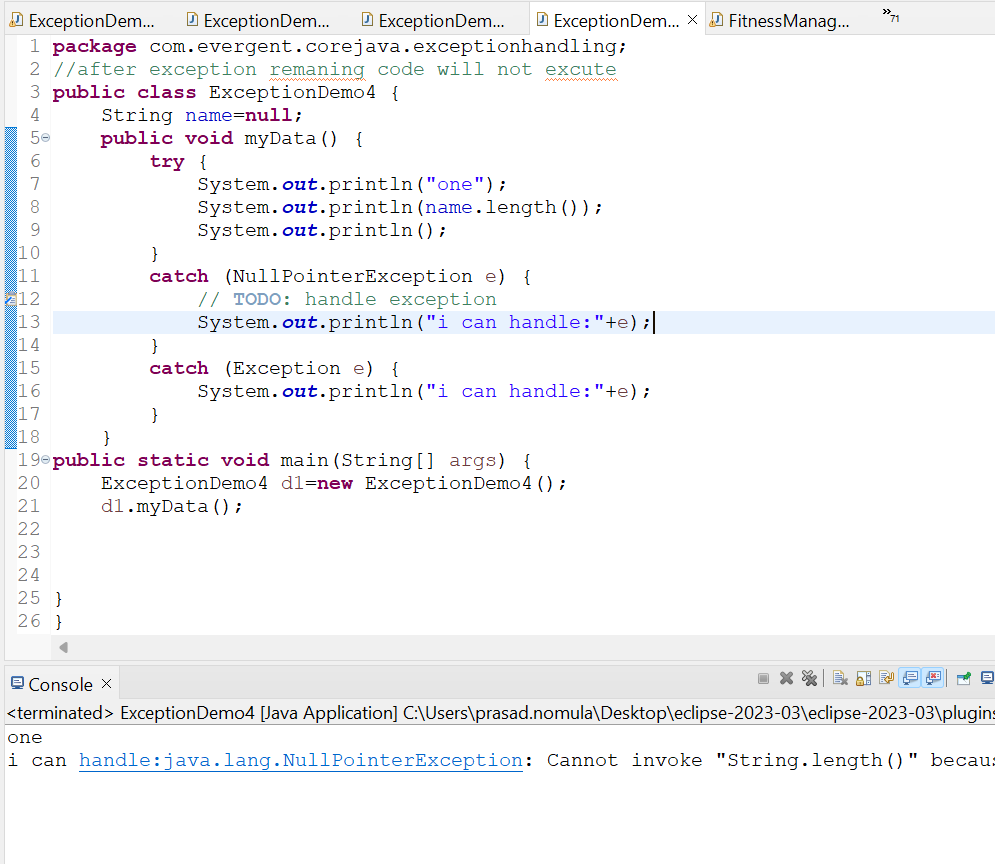 ExceptionDem... ExceptionDem... ExceptionDem... ExceptionDem... FitnessManag... »71
1 package com.evergent.corejava.exceptionhandling;
2 //after exception remaning code will not excute
3 public class ExceptionDemo4 {
4     String name=null;
5     public void myData() {
6         try {
7             System.out.println("one");
8             System.out.println(name.length());
9             System.out.println();
10         }
11         catch (NullPointerException e) {
12             // TODO: handle exception
13             System.out.println("i can handle:"+e);
14         }
15         catch (Exception e) {
16             System.out.println("i can handle:"+e);
17         }
18     }
19 public static void main(String[] args) {
20     ExceptionDemo4 d1=new ExceptionDemo4();
21     d1.myData();
22
23
24
25 }
26 }
Console
<terminated> ExceptionDemo4 [Java Application] C:\Users\prasad.nomula\Desktop\eclipse-2023-03\eclipse-2023-03\plugins
one
i can handle:java.lang.NullPointerException: Cannot invoke "String.length()" becau